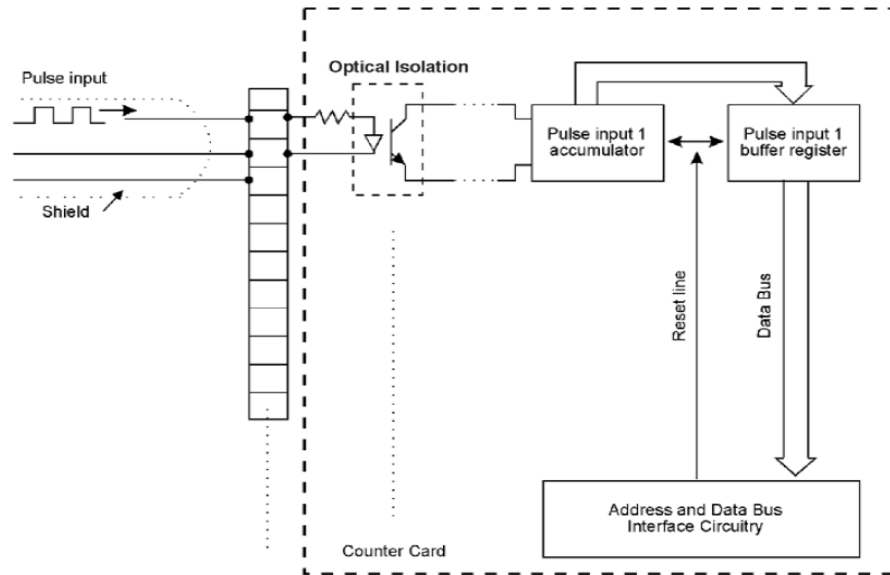 Pulse input
Shield
Optical Isolation
Pulse input 1
accumulator
Pulse input 1
buffer register
Reset line
Data Bus
Address and Data Bus
Interface Circuitry
Counter Card